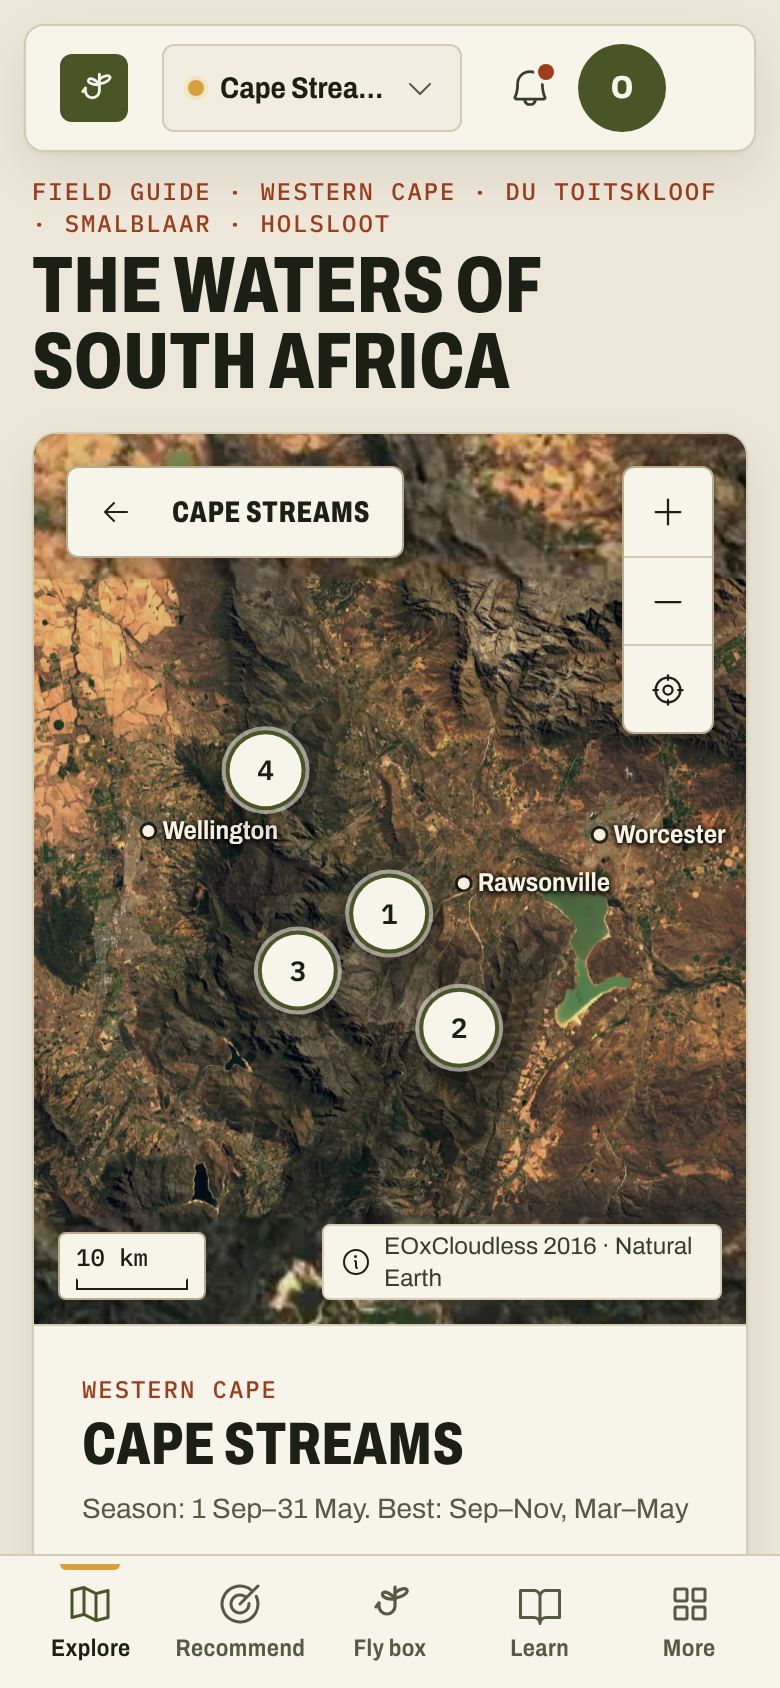 Cape Strea...
O
FIELD GUIDE · WESTERN CAPE · DU TOITSKLOOF
· SMALBLAAR · HOLSLOOT
THE WATERS OF
SOUTH AFRICA
CAPE STREAMS
4
Wellington
Worcester
Rawsonville
1
3
2
10 km
EOxCloudless 2016 · Natural
Earth
WESTERN CAPE
CAPE STREAMS
Season: 1 Sep–31 May. Best: Sep–Nov, Mar–May
Explore
Recommend
Fly box
Learn
More